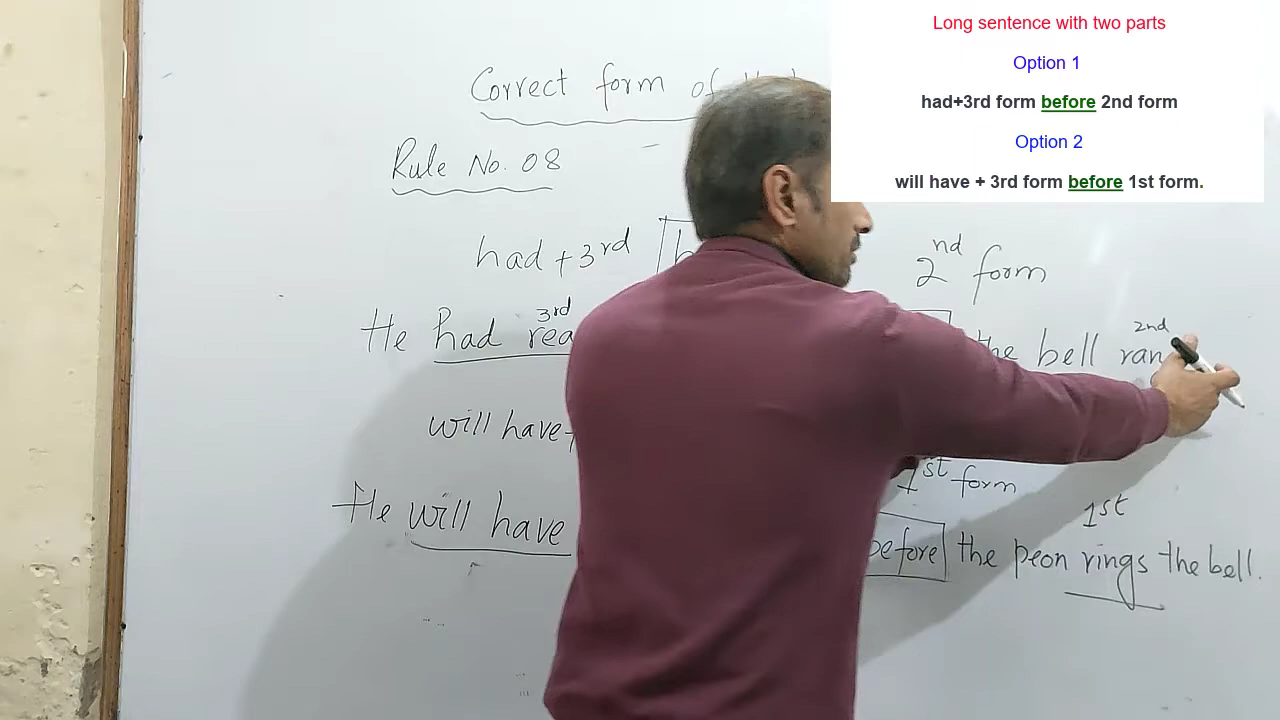 Long sentence with two parts
Option 1
had+3rd form before 2nd form
Option 2
will have + 3rd form before 1st form.
Correct form of
Rule No. 08
had + 3rd
2nd form
3rd
2nd
He had the bell
will have
1st form
1st
He will have before the peon rings the bell.